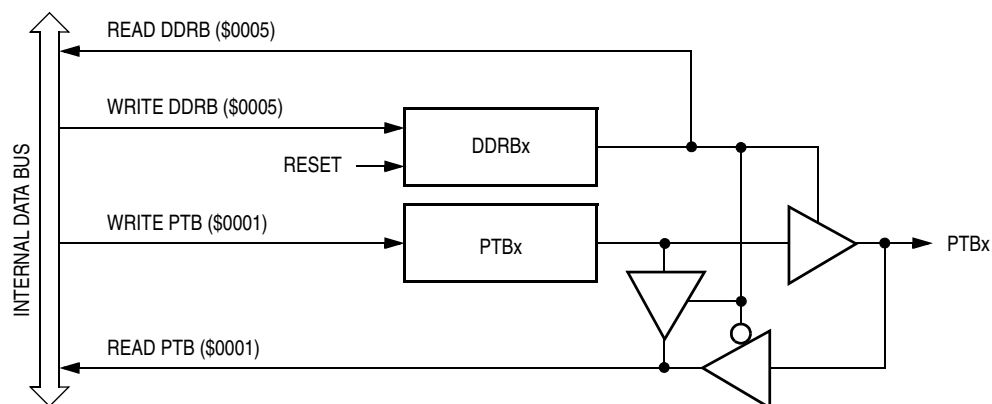 READ DDRB ($0005)
WRITE DDRB ($0005)
DDRBx
RESET
WRITE PTB ($0001)
PTBx
PTBx
READ PTB ($0001)
INTERNAL DATA BUS